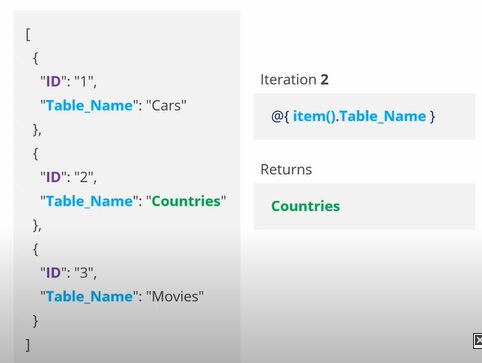 [
{
"ID": "1",
"Table_Name": "Cars"
},
{
"ID": "2",
"Table_Name": "Countries"
},
{
"ID": "3",
"Table_Name": "Movies"
}
]
Iteration 2
@{ item().Table_Name }
Returns
Countries